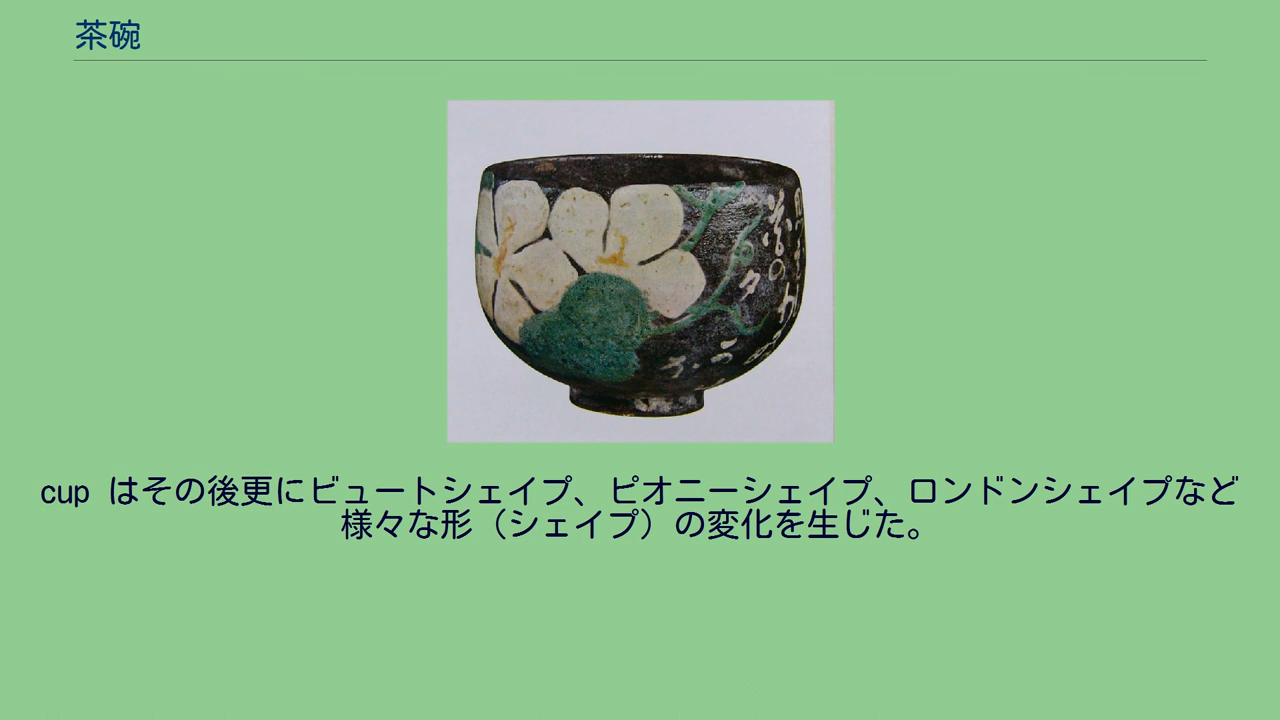 茶碗
cup はその後更にビュートシェイプ、ピオニーシェイプ、ロンドンシェイプなど
様々な形（シェイプ）の変化を生じた。